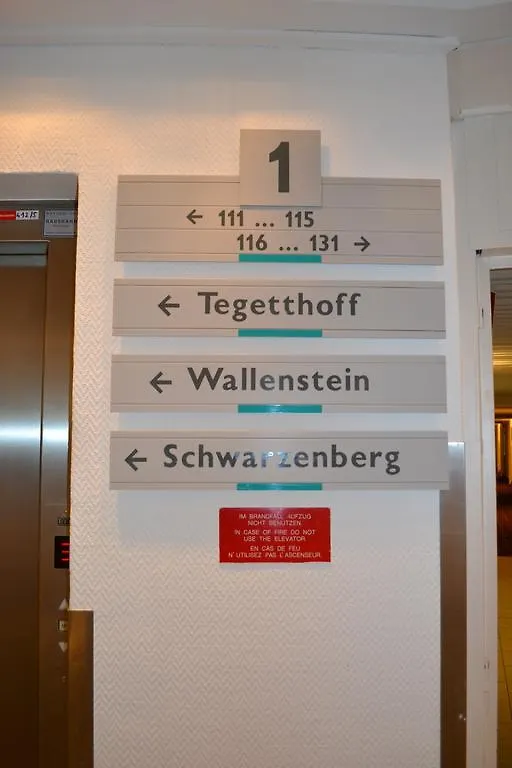 1
← 111 ... 115
116 ... 131 →
← Tegetthoff
← Wallenstein
← Schwarzenberg
IM BRANDFALL AUFZUG
NICHT BENUTZEN
IN CASE OF FIRE DO NOT
USE THE ELEVATOR
EN CAS DE FEU
N'UTILISEZ PAS L'ASCENSEUR